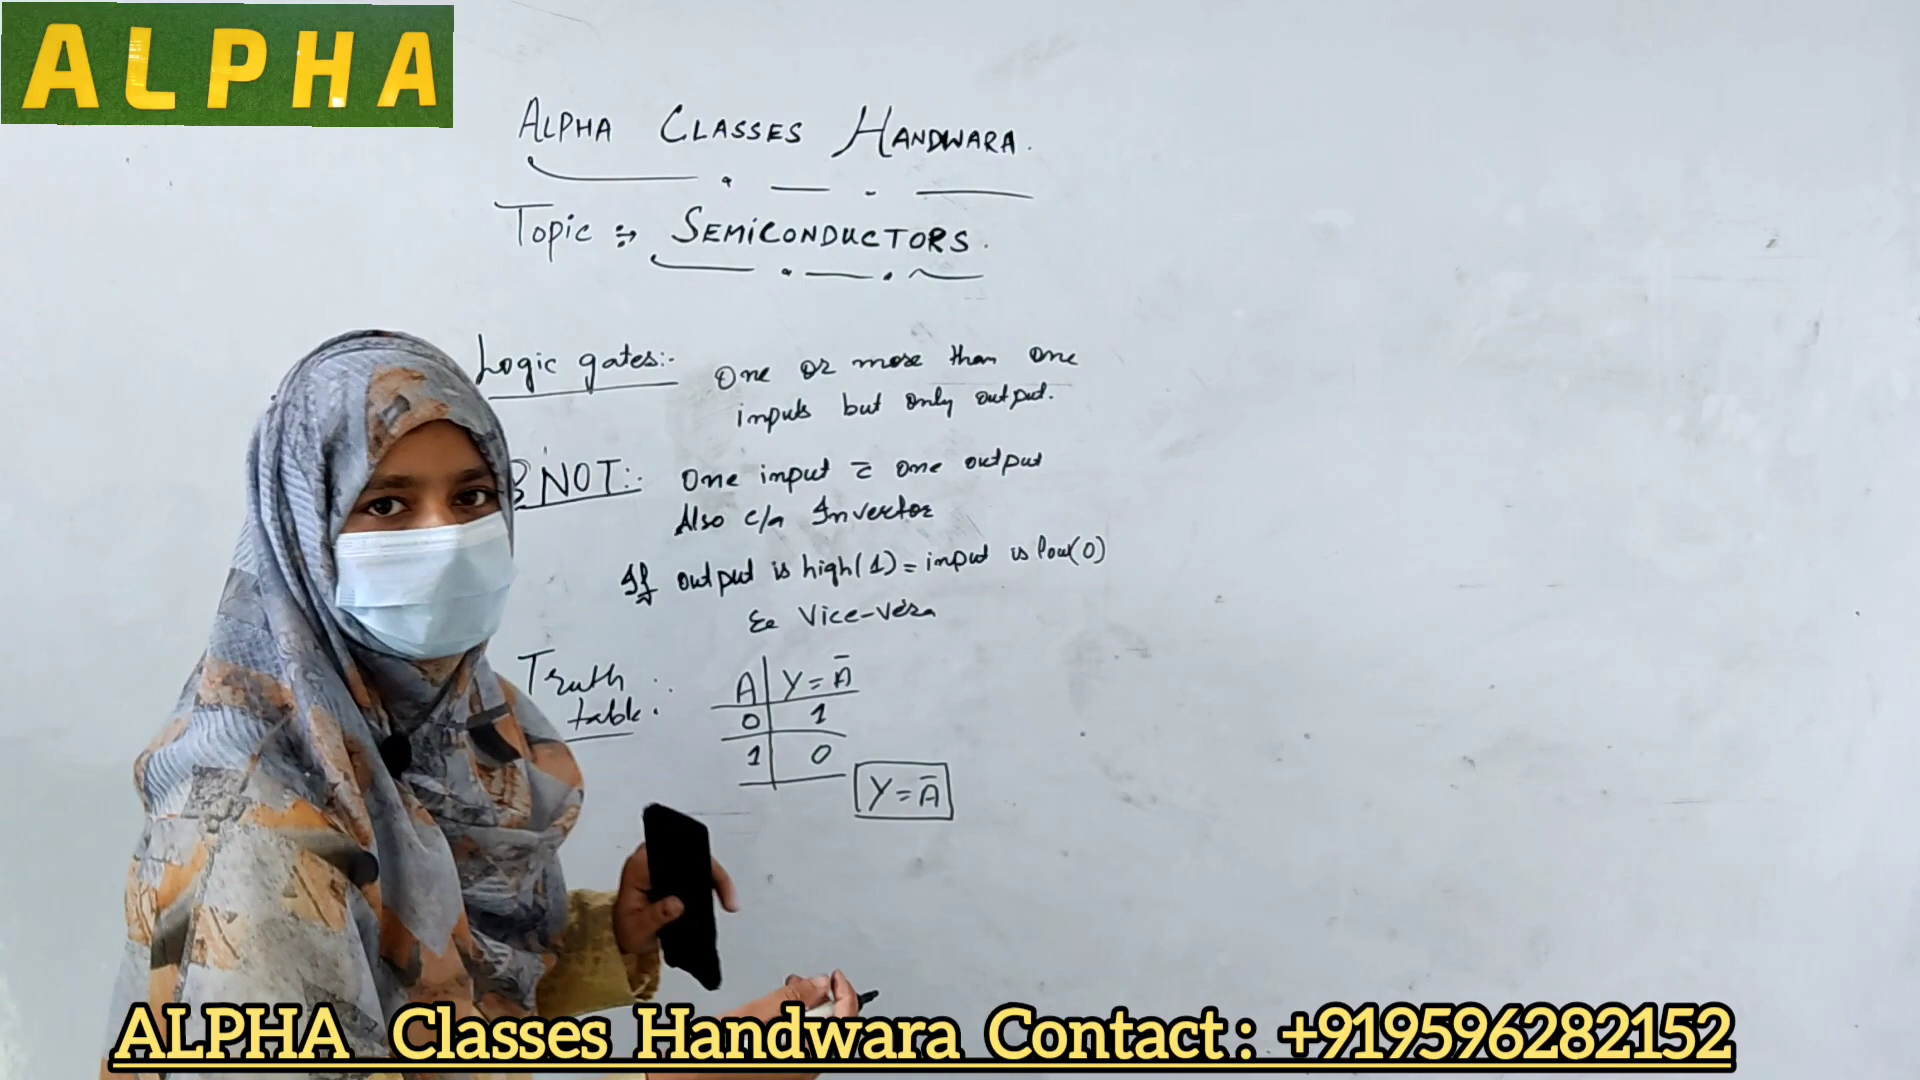 ALPHA
ALPHA CLASSES HANDWARA.
Topic :→ SEMICONDUCTORS.
Logic gates:- One or more than one
inputs but only output.
NOT:- One input = one output
Also c/a Invertor
If output is high(1) = input is low(0)
& Vice-versa
Truth table:
A | Y = Ā
0 | 1
1 | 0
Y = Ā
ALPHA Classes Handwara Contact : +919596282152